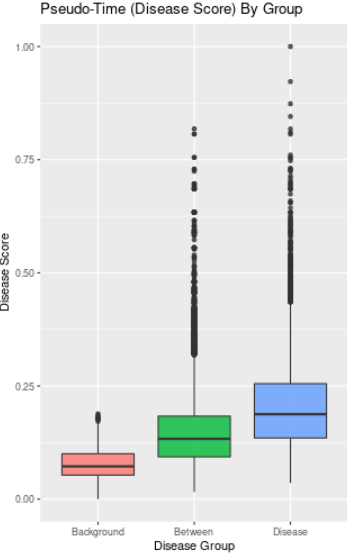 Pseudo-Time (Disease Score) By Group
1.00
0.75
0.50
0.25
0.00
Disease Score
Background Between Disease
Disease Group